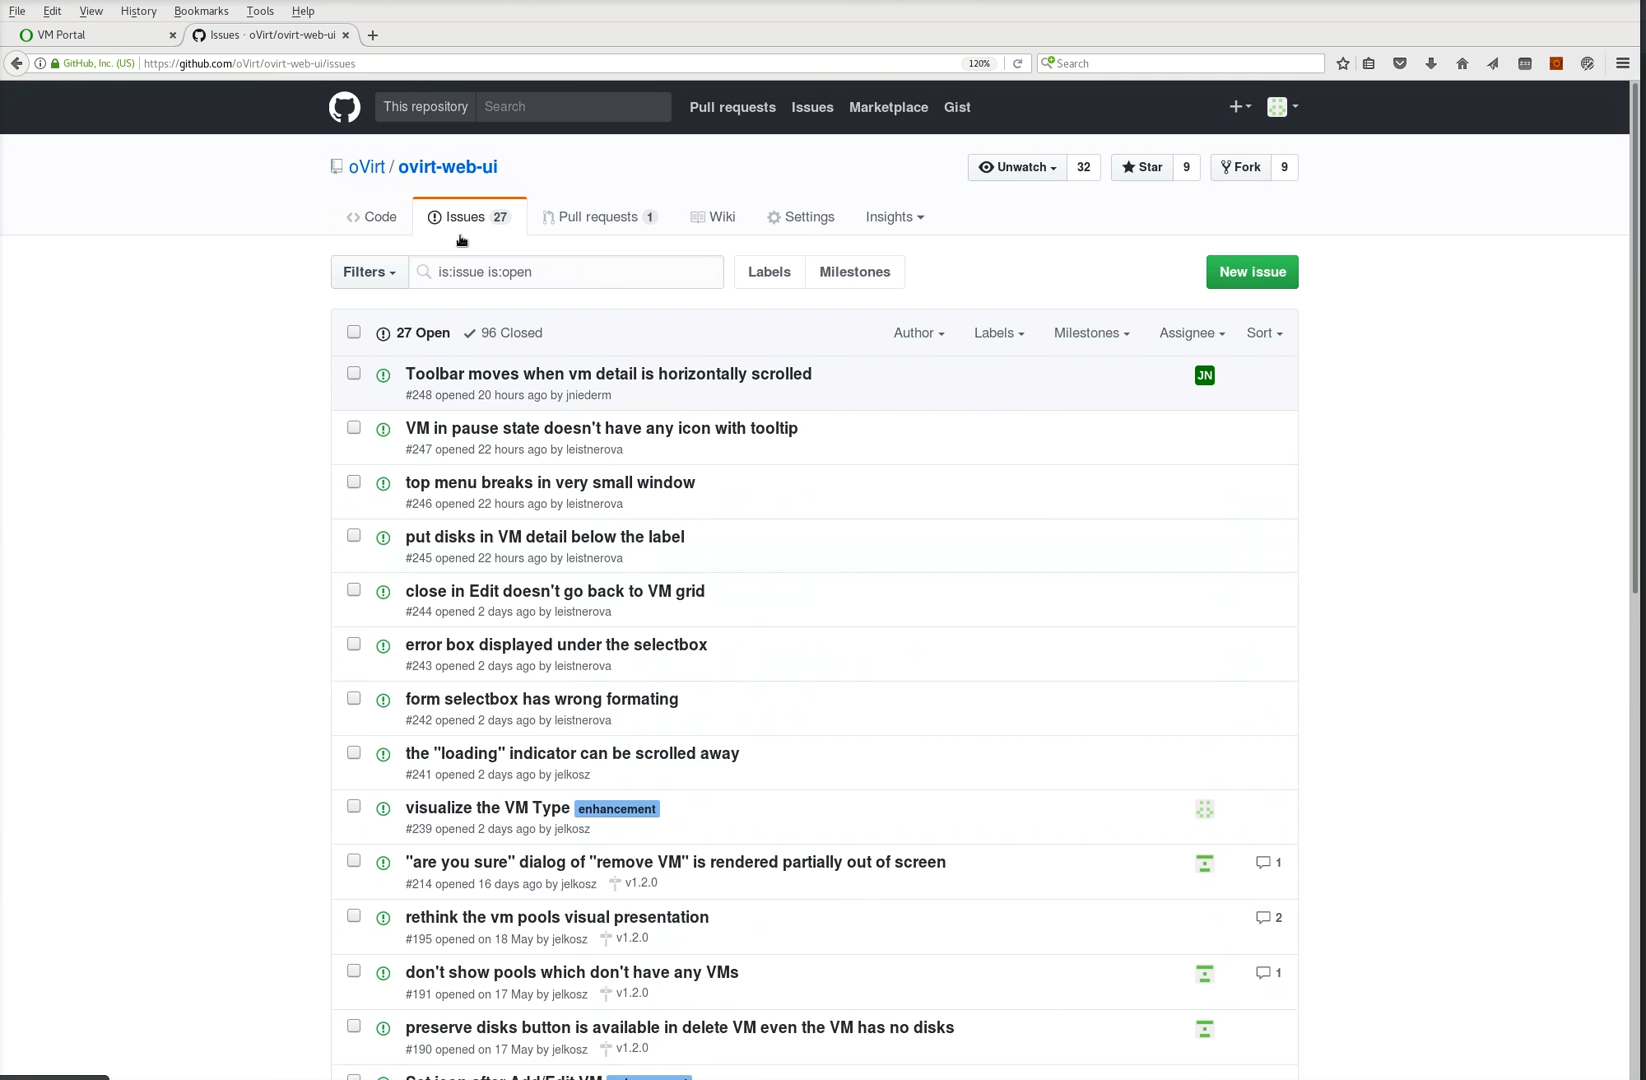 File Edit View History Bookmarks Tools Help
VM Portal × Issues · oVirt/ovirt-web-ui ×
GitHub, Inc. (US) https://github.com/oVirt/ovirt-web-ui/issues 120% Search
This repository Search Pull requests Issues Marketplace Gist
oVirt / ovirt-web-ui Unwatch 32 Star 9 Fork 9
Code Issues 27 Pull requests 1 Wiki Settings Insights
Filters is:issue is:open Labels Milestones New issue
27 Open 96 Closed Author Labels Milestones Assignee Sort
Toolbar moves when vm detail is horizontally scrolled JN
#248 opened 20 hours ago by jniederm
VM in pause state doesn't have any icon with tooltip
#247 opened 22 hours ago by leistnerova
top menu breaks in very small window
#246 opened 22 hours ago by leistnerova
put disks in VM detail below the label
#245 opened 22 hours ago by leistnerova
close in Edit doesn't go back to VM grid
#244 opened 2 days ago by leistnerova
error box displayed under the selectbox
#243 opened 2 days ago by leistnerova
form selectbox has wrong formating
#242 opened 2 days ago by leistnerova
the "loading" indicator can be scrolled away
#241 opened 2 days ago by jelkosz
visualize the VM Type enhancement
#239 opened 2 days ago by jelkosz
"are you sure" dialog of "remove VM" is rendered partially out of screen 1
#214 opened 16 days ago by jelkosz v1.2.0
rethink the vm pools visual presentation 2
#195 opened on 18 May by jelkosz v1.2.0
don't show pools which don't have any VMs 1
#191 opened on 17 May by jelkosz v1.2.0
preserve disks button is available in delete VM even the VM has no disks
#190 opened on 17 May by jelkosz v1.2.0
Set icon after Add/Edit VM